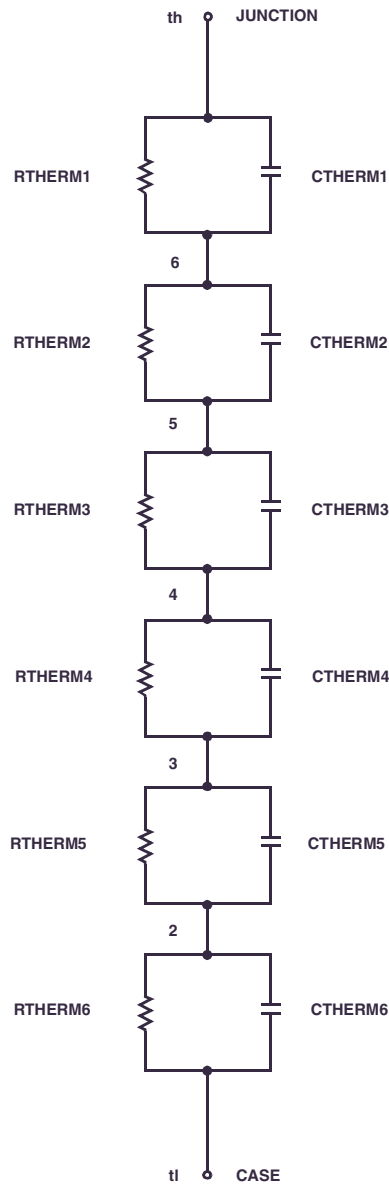 th JUNCTION
RTHERM1 CTHERM1
6
RTHERM2 CTHERM2
5
RTHERM3 CTHERM3
4
RTHERM4 CTHERM4
3
RTHERM5 CTHERM5
2
RTHERM6 CTHERM6
tl CASE